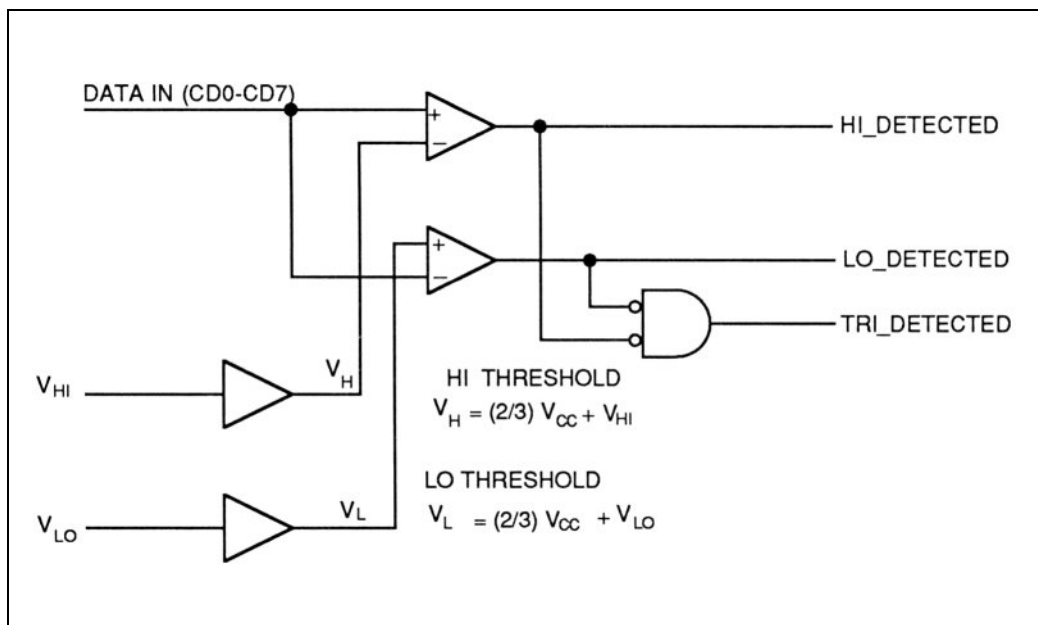 DATA IN (CD0-CD7)
+
−
HI_DETECTED
+
−
LO_DETECTED
TRI_DETECTED
V_HI
V_H
HI THRESHOLD
V_H = (2/3) V_CC + V_HI
LO THRESHOLD
V_LO
V_L
V_L = (2/3) V_CC + V_LO